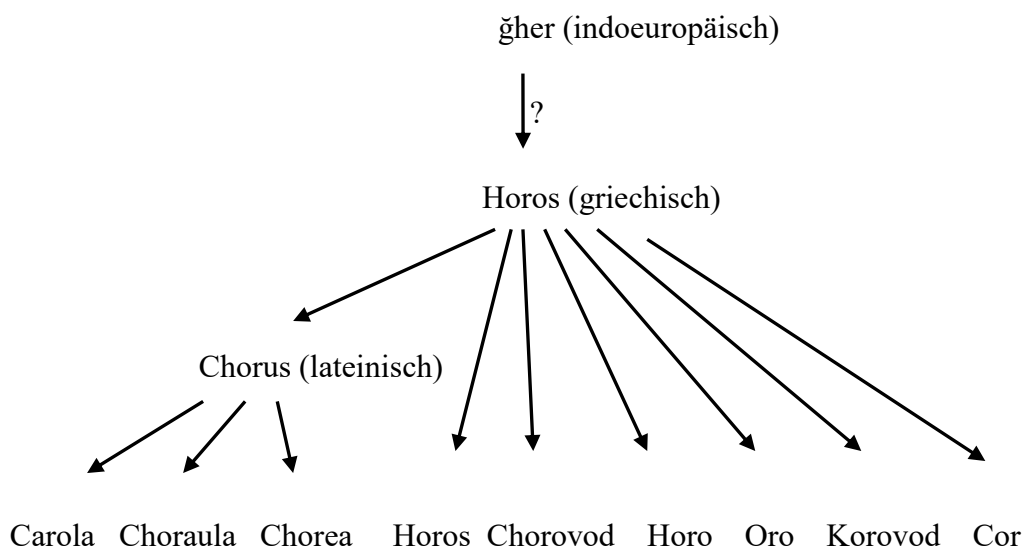 ğher (indoeuropäisch)
?
Horos (griechisch)
Chorus (lateinisch)
Carola Choraula Chorea Horos Chorovod Horo Oro Korovod Cor